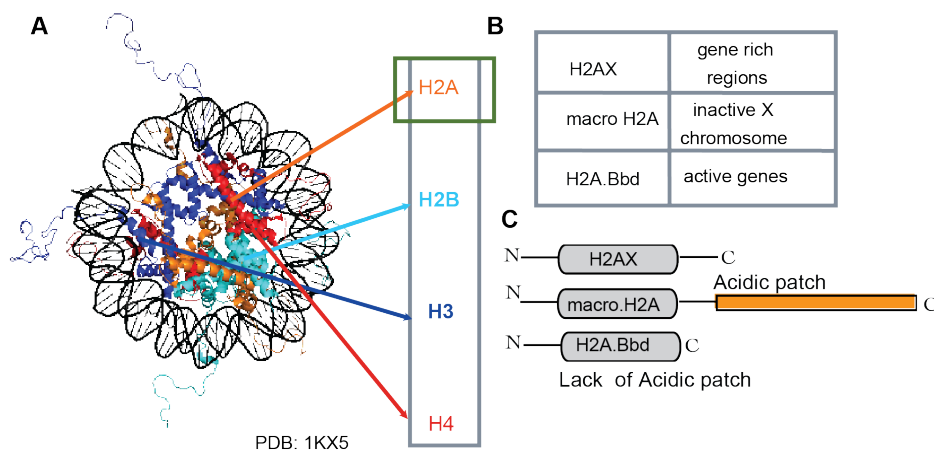 A
H2A
H2B
H3
H4
PDB: 1KX5
B
H2AX
gene rich
regions
macro H2A
inactive X
chromosome
H2A.Bbd
active genes
C
N
H2AX
C
Acidic patch
N
macro.H2A
C
N
H2A.Bbd
C
Lack of Acidic patch